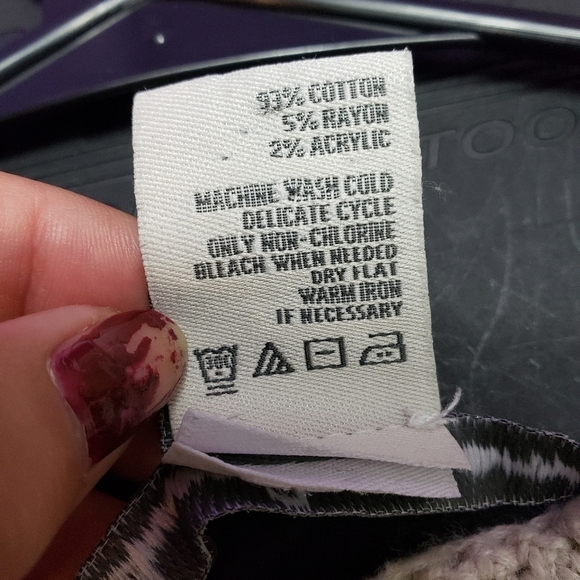 93% COTTON
5% RAYON
2% ACRYLIC
MACHINE WASH COLD
DELICATE CYCLE
ONLY NON-CHLORINE
BLEACH WHEN NEEDED
DRY FLAT
WARM IRON
IF NECESSARY
TOO